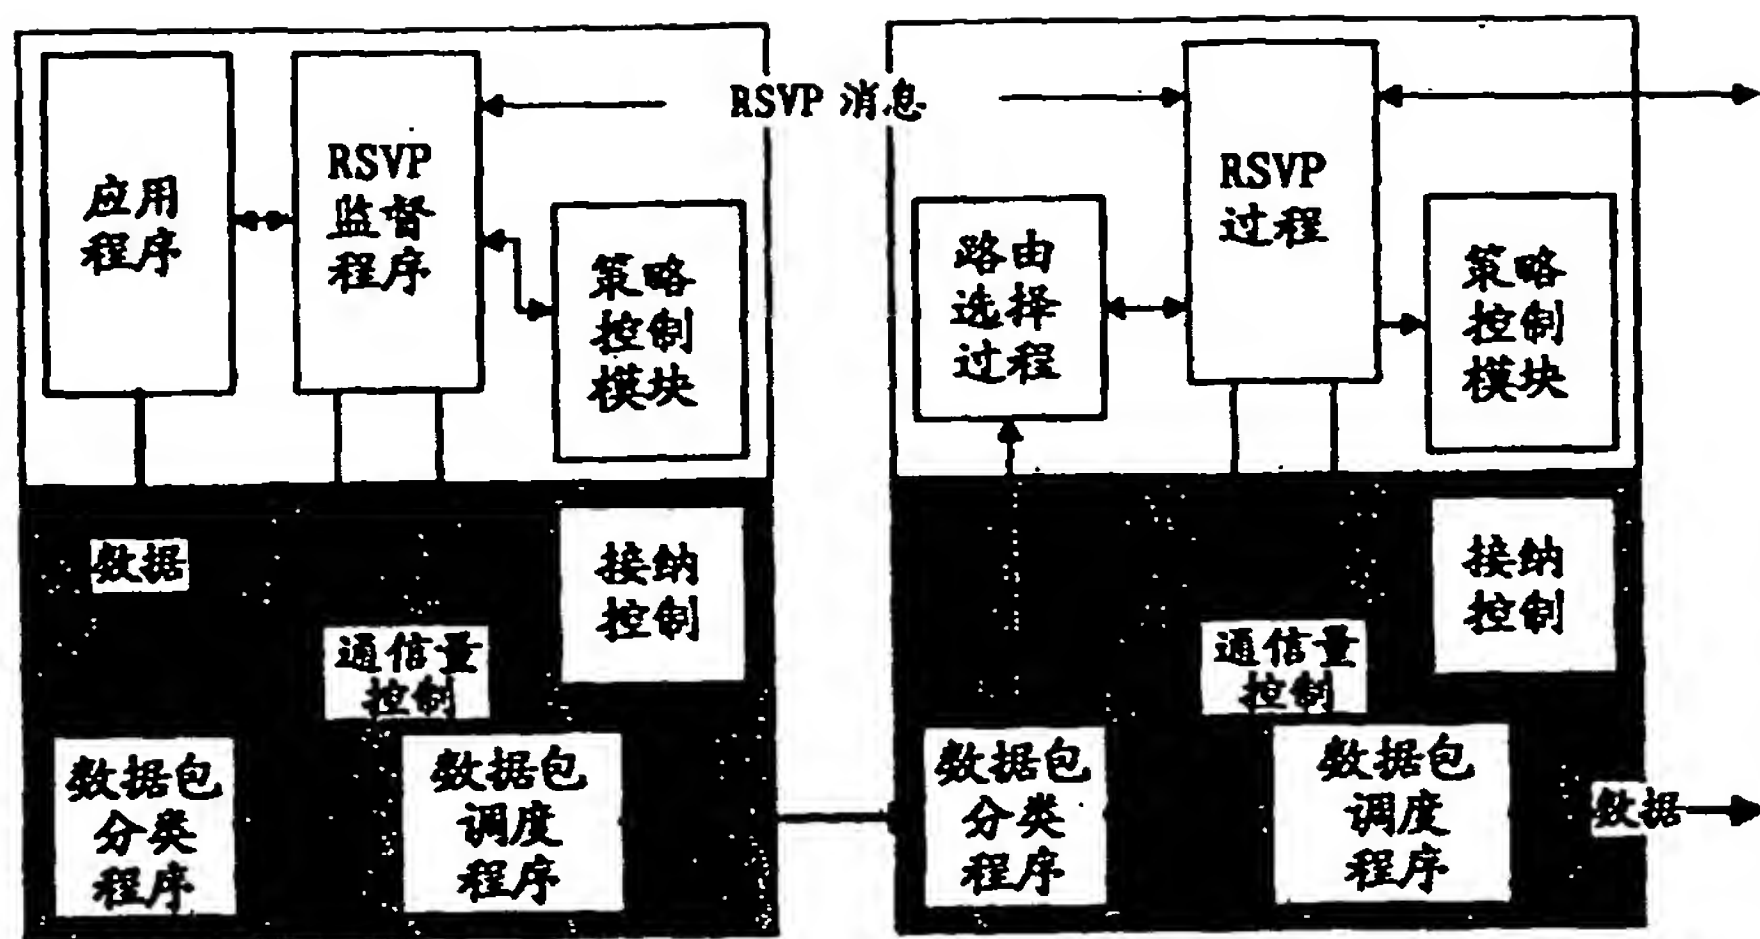 RSVP 消息
应用
程序
RSVP
监督
程序
策略
控制
模块
数据
接纳
控制
通信量
控制
数据包
分类
程序
数据包
调度
程序
RSVP
过程
路由
选择
过程
策略
控制
模块
接纳
控制
通信量
控制
数据包
分类
程序
数据包
调度
程序
数据